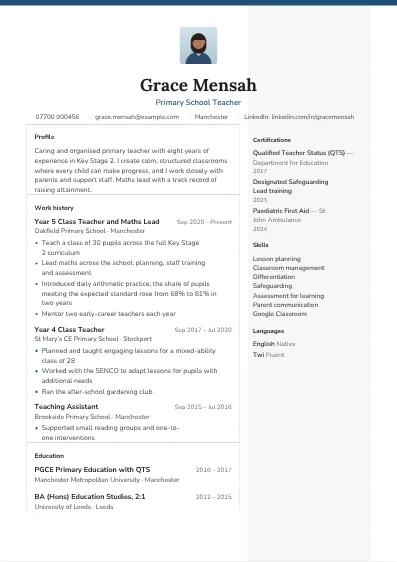 Grace Mensah
Primary School Teacher
07700 900456 · grace.mensah@example.com · Manchester · LinkedIn: linkedin.com/in/gracemensah
Profile
Caring and organised primary teacher with eight years of
experience in Key Stage 2. I create calm, structured classrooms
where every child can make progress, and I work closely with
parents and support staff. Maths lead with a track record of
raising attainment.
Work history
Year 5 Class Teacher and Maths Lead Sep 2020 – Present
Oakfield Primary School · Manchester
• Teach a class of 30 pupils across the full Key Stage
2 curriculum
• Lead maths across the school: planning, staff training
and assessment
• Introduced daily arithmetic practice; the share of pupils
meeting the expected standard rose from 68% to 81% in
two years
• Mentor two early-career teachers each year
Year 4 Class Teacher Sep 2017 – Jul 2020
St Mary's CE Primary School · Stockport
• Planned and taught engaging lessons for a mixed-ability
class of 28
• Worked with the SENCO to adapt lessons for pupils with
additional needs
• Ran the after-school gardening club
Teaching Assistant Sep 2015 – Jul 2016
Brookside Primary School · Manchester
• Supported small reading groups and one-to-
one interventions
Education
PGCE Primary Education with QTS 2016 – 2017
Manchester Metropolitan University · Manchester
BA (Hons) Education Studies, 2:1 2012 – 2015
University of Leeds · Leeds
Certifications
Qualified Teacher Status (QTS) —
Department for Education
2017
Designated Safeguarding
Lead training
2023
Paediatric First Aid — St
John Ambulance
2024
Skills
Lesson planning
Classroom management
Differentiation
Safeguarding
Assessment for learning
Parent communication
Google Classroom
Languages
English Native
Twi Fluent